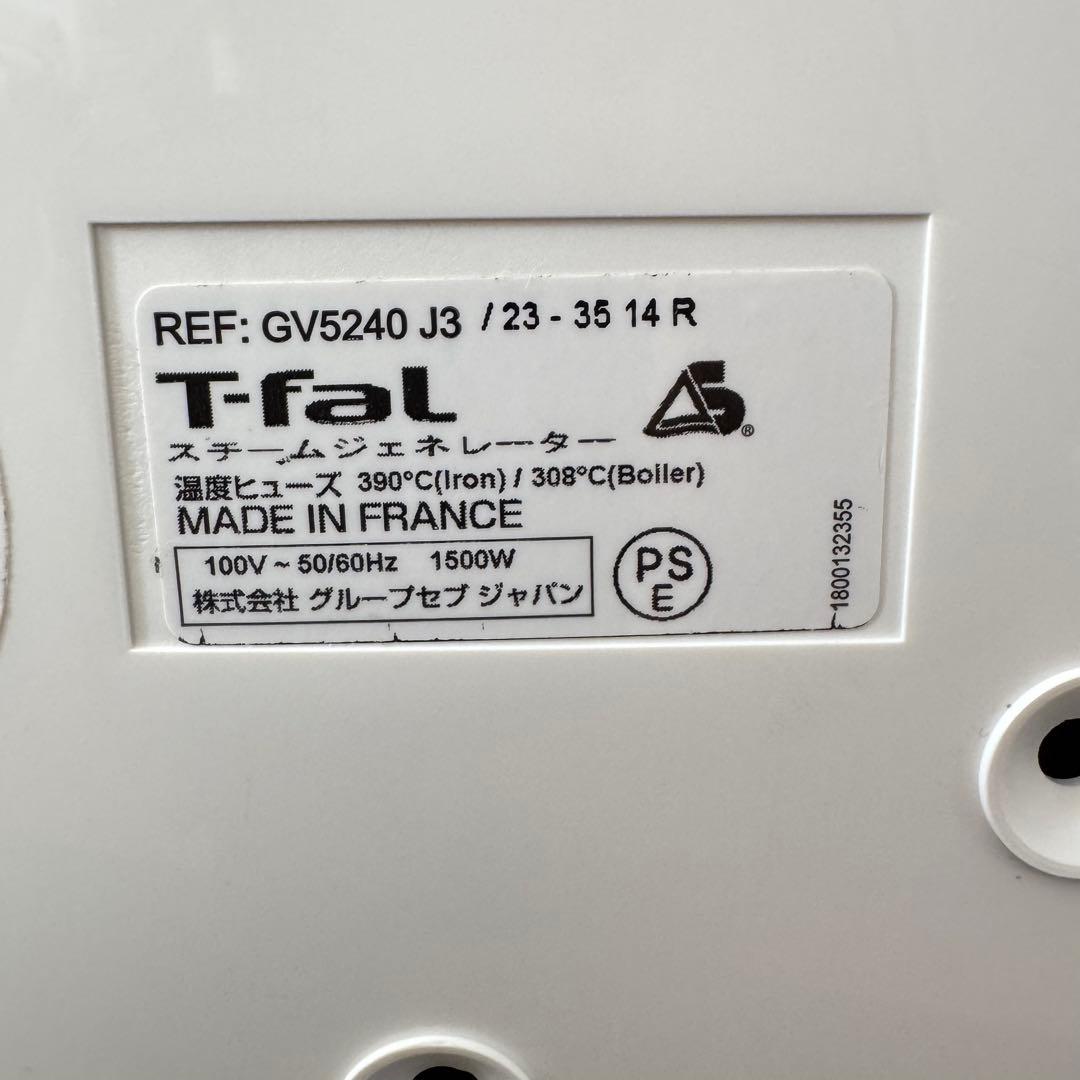 REF: GV5240 J3 / 23 - 35 14 R
T-faL
AS®
スチームジェネレーター
温度ヒューズ 390°C(Iron) / 308°C(Boiler)
MADE IN FRANCE
100V ~ 50/60Hz 1500W
株式会社 グループセブ ジャパン
PS
E
1800132355